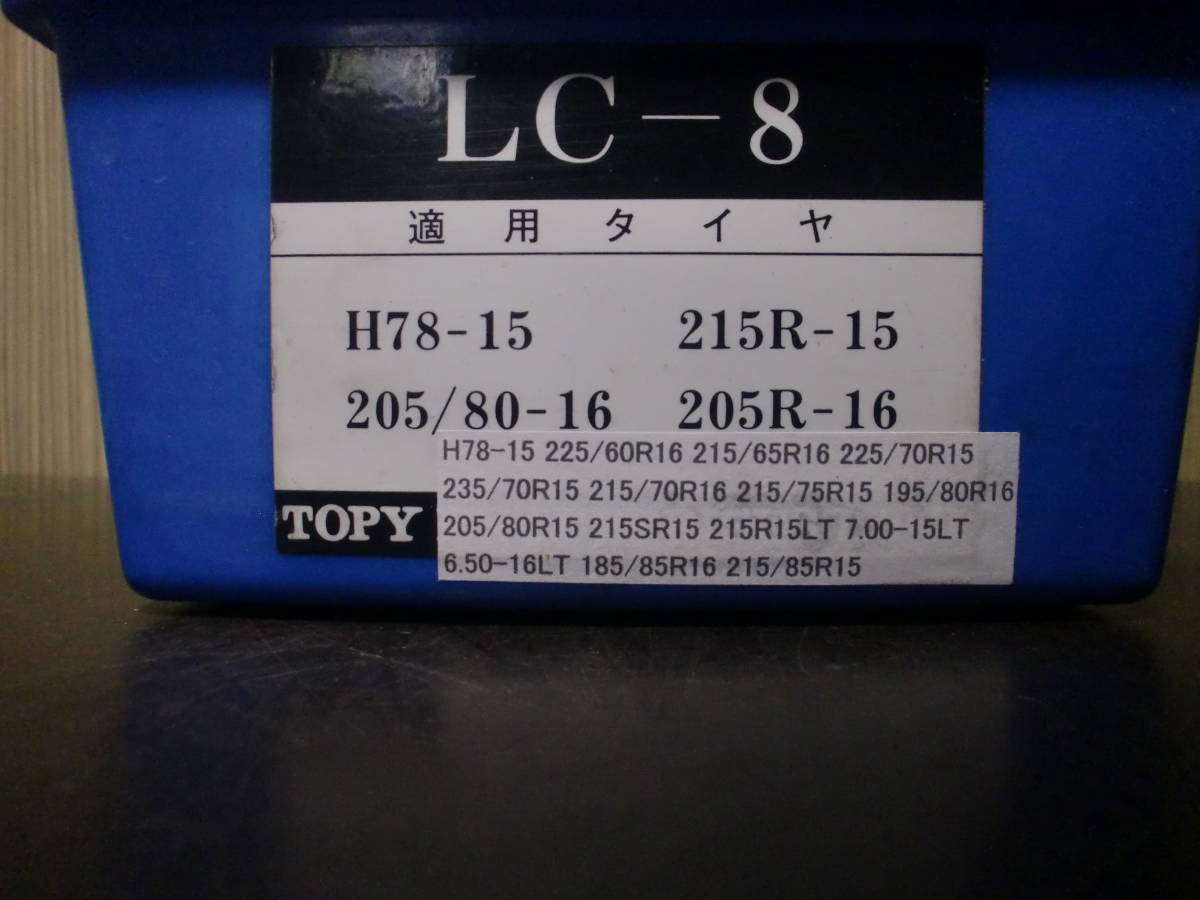 LC-8
適用タイヤ
H78-15 215R-15
205/80-16 205R-16
H78-15 225/60R16 215/65R16 225/70R15
235/70R15 215/70R16 215/75R15 195/80R16
205/80R15 215SR15 215R15LT 7.00-15LT
6.50-16LT 185/85R16 215/85R15
TOPY